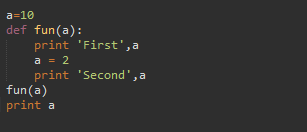 a=10
def fun(a):
    print 'First',a
    a = 2
    print 'Second',a
fun(a)
print a